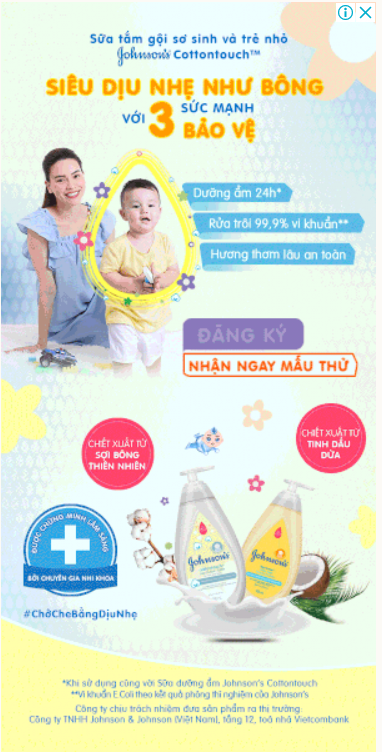 Sữa tắm gội sơ sinh và trẻ nhỏ
Johnson's Cottontouch™
SIÊU DỊU NHẸ NHƯ BÔNG
VỚI 3 SỨC MẠNH
BẢO VỆ
Dưỡng ẩm 24h*
Rửa trôi 99,9% vi khuẩn**
Hương thơm lâu an toàn
ĐĂNG KÝ
NHẬN NGAY MẪU THỬ
CHIẾT XUẤT TỪ
SỢI BÔNG
THIÊN NHIÊN
CHIẾT XUẤT TỪ
TINH DẦU
DỪA
ĐƯỢC CHỨNG MINH LÂM SÀNG
BỞI CHUYÊN GIA NHI KHOA
Johnson's
Johnson's
#ChởCheBằngDịuNhẹ
*Khi sử dụng cùng với Sữa dưỡng ẩm Johnson's Cottontouch
**Vi khuẩn E.Coli theo kết quả phòng thí nghiệm của Johnson's
Công ty chịu trách nhiệm đưa sản phẩm ra thị trường:
Công ty TNHH Johnson & Johnson (Việt Nam), tầng 12, toà nhà Vietcombank